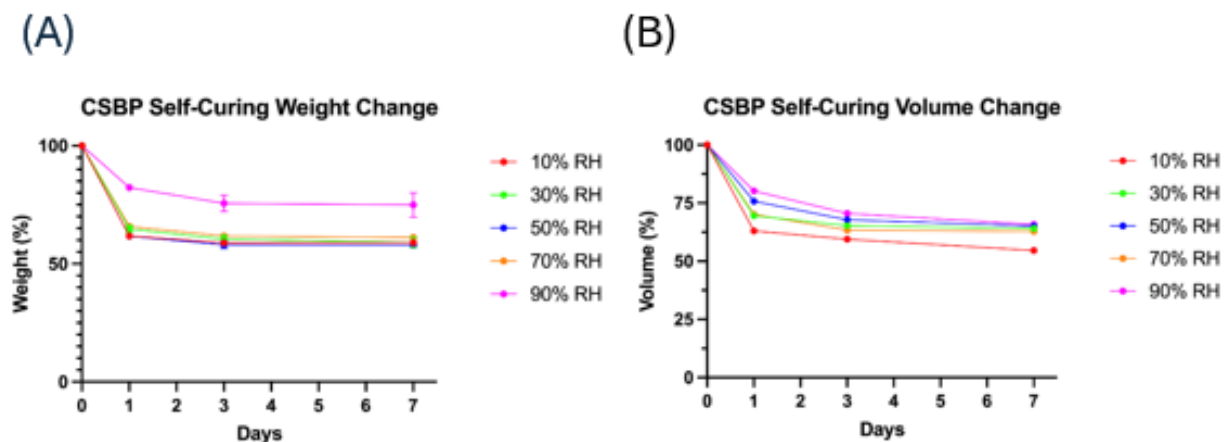 (A)
CSBP Self-Curing Weight Change
Weight (%)
100
50
0
0 1 2 3 4 5 6 7
Days
10% RH
30% RH
50% RH
70% RH
90% RH
(B)
CSBP Self-Curing Volume Change
Volume (%)
100
75
50
25
0
0 1 2 3 4 5 6 7
Days
10% RH
30% RH
50% RH
70% RH
90% RH